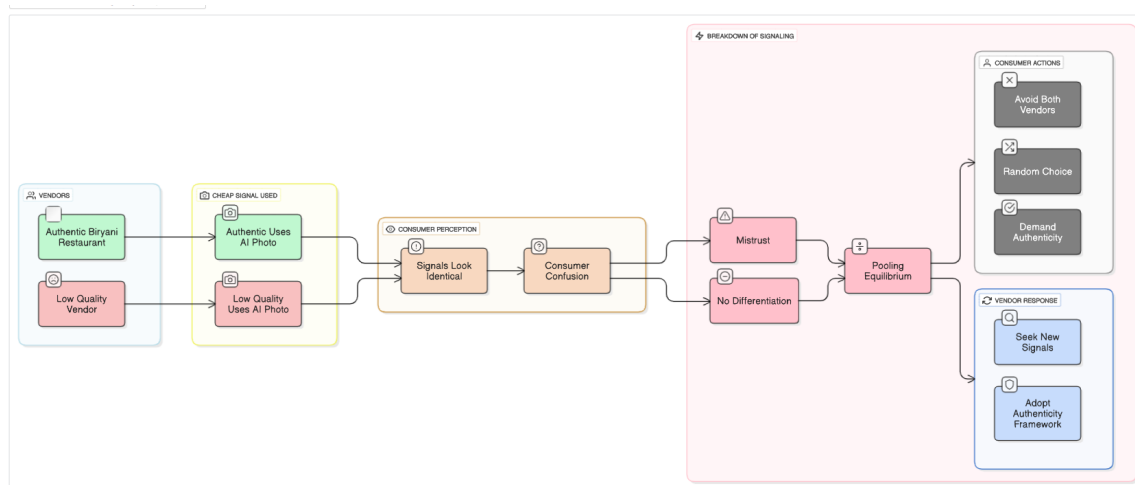 BREAKDOWN OF SIGNALING
CONSUMER ACTIONS
Avoid Both
Vendors
Random Choice
Demand
Authenticity
VENDORS
Authentic Biryani
Restaurant
Low Quality
Vendor
CHEAP SIGNAL USED
Authentic Uses
AI Photo
Low Quality
Uses AI Photo
CONSUMER PERCEPTION
Signals Look
Identical
Consumer
Confusion
Mistrust
No Differentiation
Pooling
Equilibrium
VENDOR RESPONSE
Seek New
Signals
Adopt
Authenticity
Framework